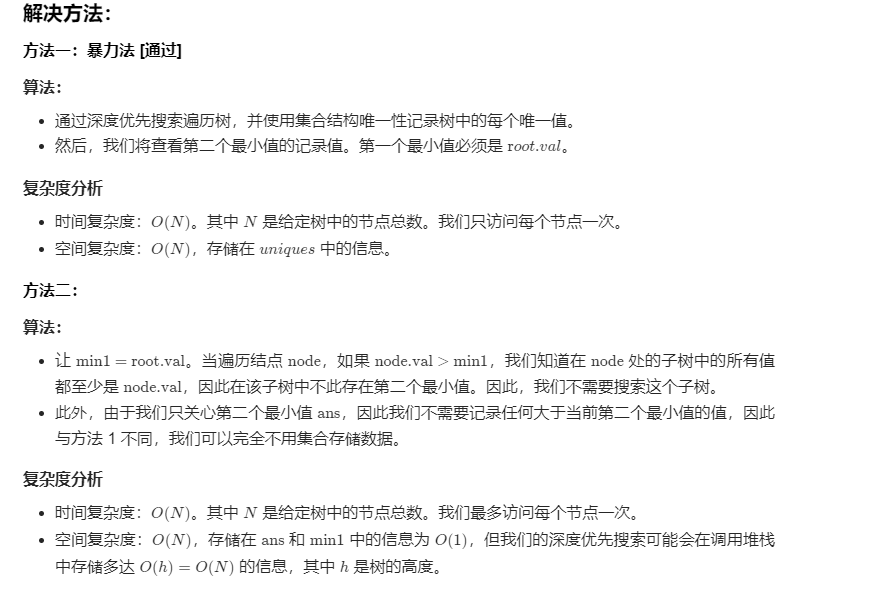 解决方法：
方法一：暴力法 [通过]
算法：
• 通过深度优先搜索遍历树，并使用集合结构唯一性记录树中的每个唯一值。
• 然后，我们将查看第二个最小值的记录值。第一个最小值必须是 root.val。
复杂度分析
• 时间复杂度：O(N)。其中 N 是给定树中的节点总数。我们只访问每个节点一次。
• 空间复杂度：O(N)，存储在 uniques 中的信息。
方法二：
算法：
• 让 min1 = root.val。当遍历结点 node，如果 node.val > min1，我们知道在 node 处的子树中的所有值
都至少是 node.val，因此在该子树中不此存在第二个最小值。因此，我们不需要搜索这个子树。
• 此外，由于我们只关心第二个最小值 ans，因此我们不需要记录任何大于当前第二个最小值的值，因此
与方法 1 不同，我们可以完全不用集合存储数据。
复杂度分析
• 时间复杂度：O(N)。其中 N 是给定树中的节点总数。我们最多访问每个节点一次。
• 空间复杂度：O(N)，存储在 ans 和 min1 中的信息为 O(1)，但我们的深度优先搜索可能会在调用堆栈
中存储多达 O(h) = O(N) 的信息，其中 h 是树的高度。